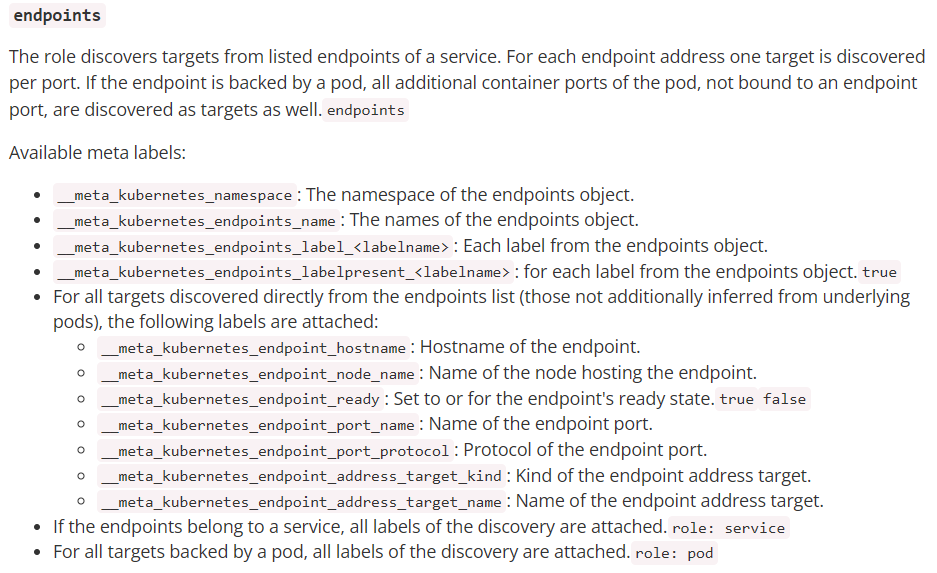 endpoints
The role discovers targets from listed endpoints of a service. For each endpoint address one target is discovered
per port. If the endpoint is backed by a pod, all additional container ports of the pod, not bound to an endpoint
port, are discovered as targets as well. endpoints
Available meta labels:
• __meta_kubernetes_namespace : The namespace of the endpoints object.
• __meta_kubernetes_endpoints_name : The names of the endpoints object.
• __meta_kubernetes_endpoints_label_<labelname> : Each label from the endpoints object.
• __meta_kubernetes_endpoints_labelpresent_<labelname> : for each label from the endpoints object. true
• For all targets discovered directly from the endpoints list (those not additionally inferred from underlying
pods), the following labels are attached:
◦ __meta_kubernetes_endpoint_hostname : Hostname of the endpoint.
◦ __meta_kubernetes_endpoint_node_name : Name of the node hosting the endpoint.
◦ __meta_kubernetes_endpoint_ready : Set to or for the endpoint's ready state. true false
◦ __meta_kubernetes_endpoint_port_name : Name of the endpoint port.
◦ __meta_kubernetes_endpoint_port_protocol : Protocol of the endpoint port.
◦ __meta_kubernetes_endpoint_address_target_kind : Kind of the endpoint address target.
◦ __meta_kubernetes_endpoint_address_target_name : Name of the endpoint address target.
• If the endpoints belong to a service, all labels of the discovery are attached. role: service
• For all targets backed by a pod, all labels of the discovery are attached. role: pod